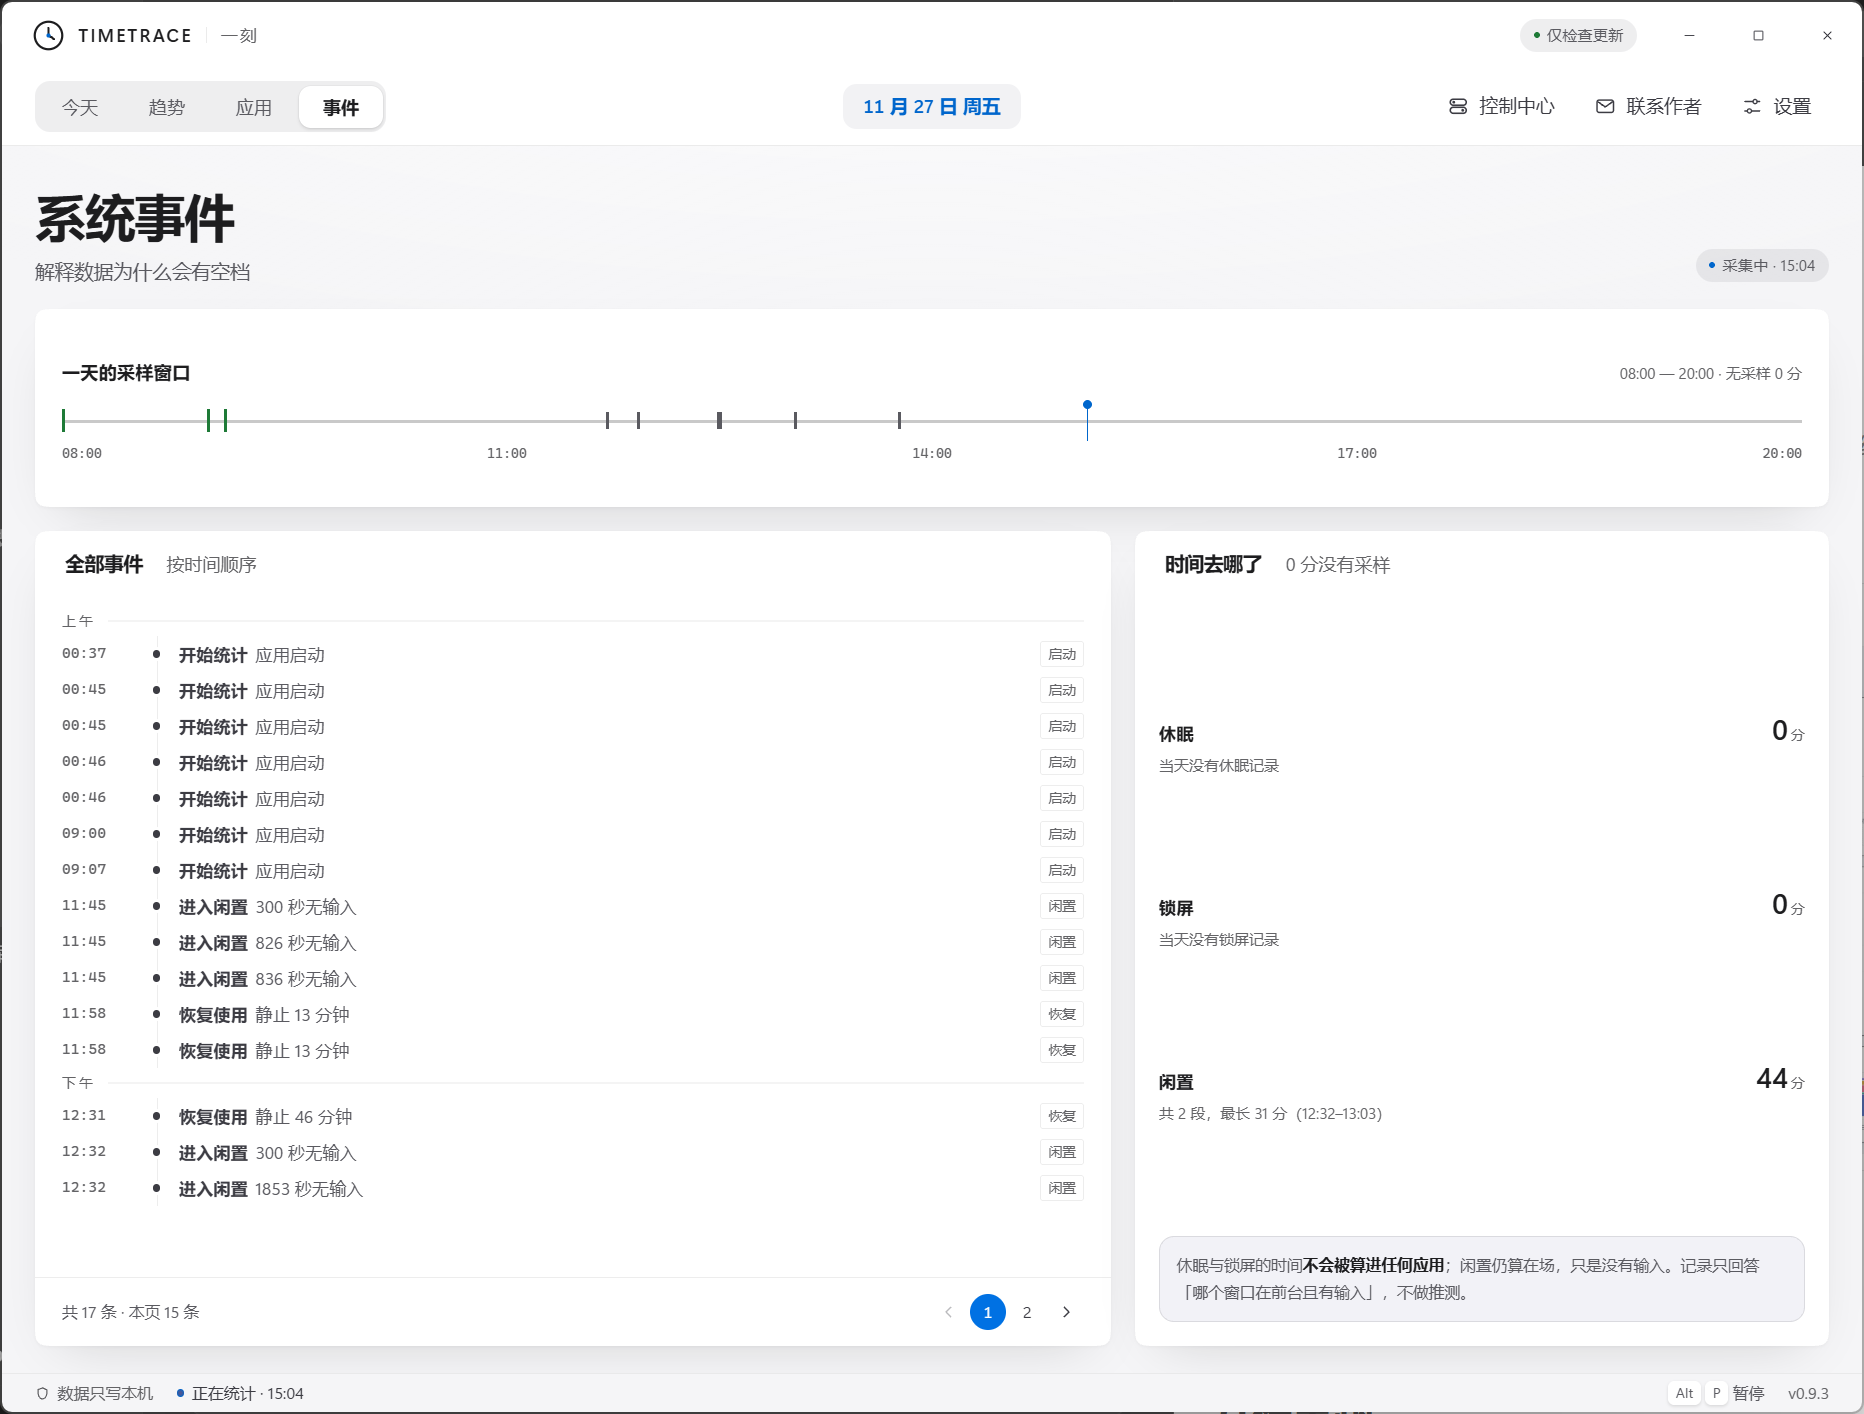 TIMETRACE 一刻 仅检查更新
今天 趋势 应用 事件 11 月 27 日 周五 控制中心 联系作者 设置
系统事件
解释数据为什么会有空档
采集中 · 15:04
一天的采样窗口 08:00 — 20:00 · 无采样 0 分
08:00 11:00 14:00 17:00 20:00
全部事件 按时间顺序
上午
00:37 开始统计 应用启动 启动
00:45 开始统计 应用启动 启动
00:45 开始统计 应用启动 启动
00:46 开始统计 应用启动 启动
00:46 开始统计 应用启动 启动
09:00 开始统计 应用启动 启动
09:07 开始统计 应用启动 启动
11:45 进入闲置 300 秒无输入 闲置
11:45 进入闲置 826 秒无输入 闲置
11:45 进入闲置 836 秒无输入 闲置
11:58 恢复使用 静止 13 分钟 恢复
11:58 恢复使用 静止 13 分钟 恢复
下午
12:31 恢复使用 静止 46 分钟 恢复
12:32 进入闲置 300 秒无输入 闲置
12:32 进入闲置 1853 秒无输入 闲置
共 17 条 · 本页 15 条 1 2
时间去哪了 0 分没有采样
休眠 0 分
当天没有休眠记录
锁屏 0 分
当天没有锁屏记录
闲置 44 分
共 2 段，最长 31 分（12:32–13:03）
休眠与锁屏的时间不会被算进任何应用；闲置仍算在场，只是没有输入。记录只回答
「哪个窗口在前台且有输入」，不做推测。
数据只写本机 正在统计 · 15:04 Alt P 暂停 v0.9.3